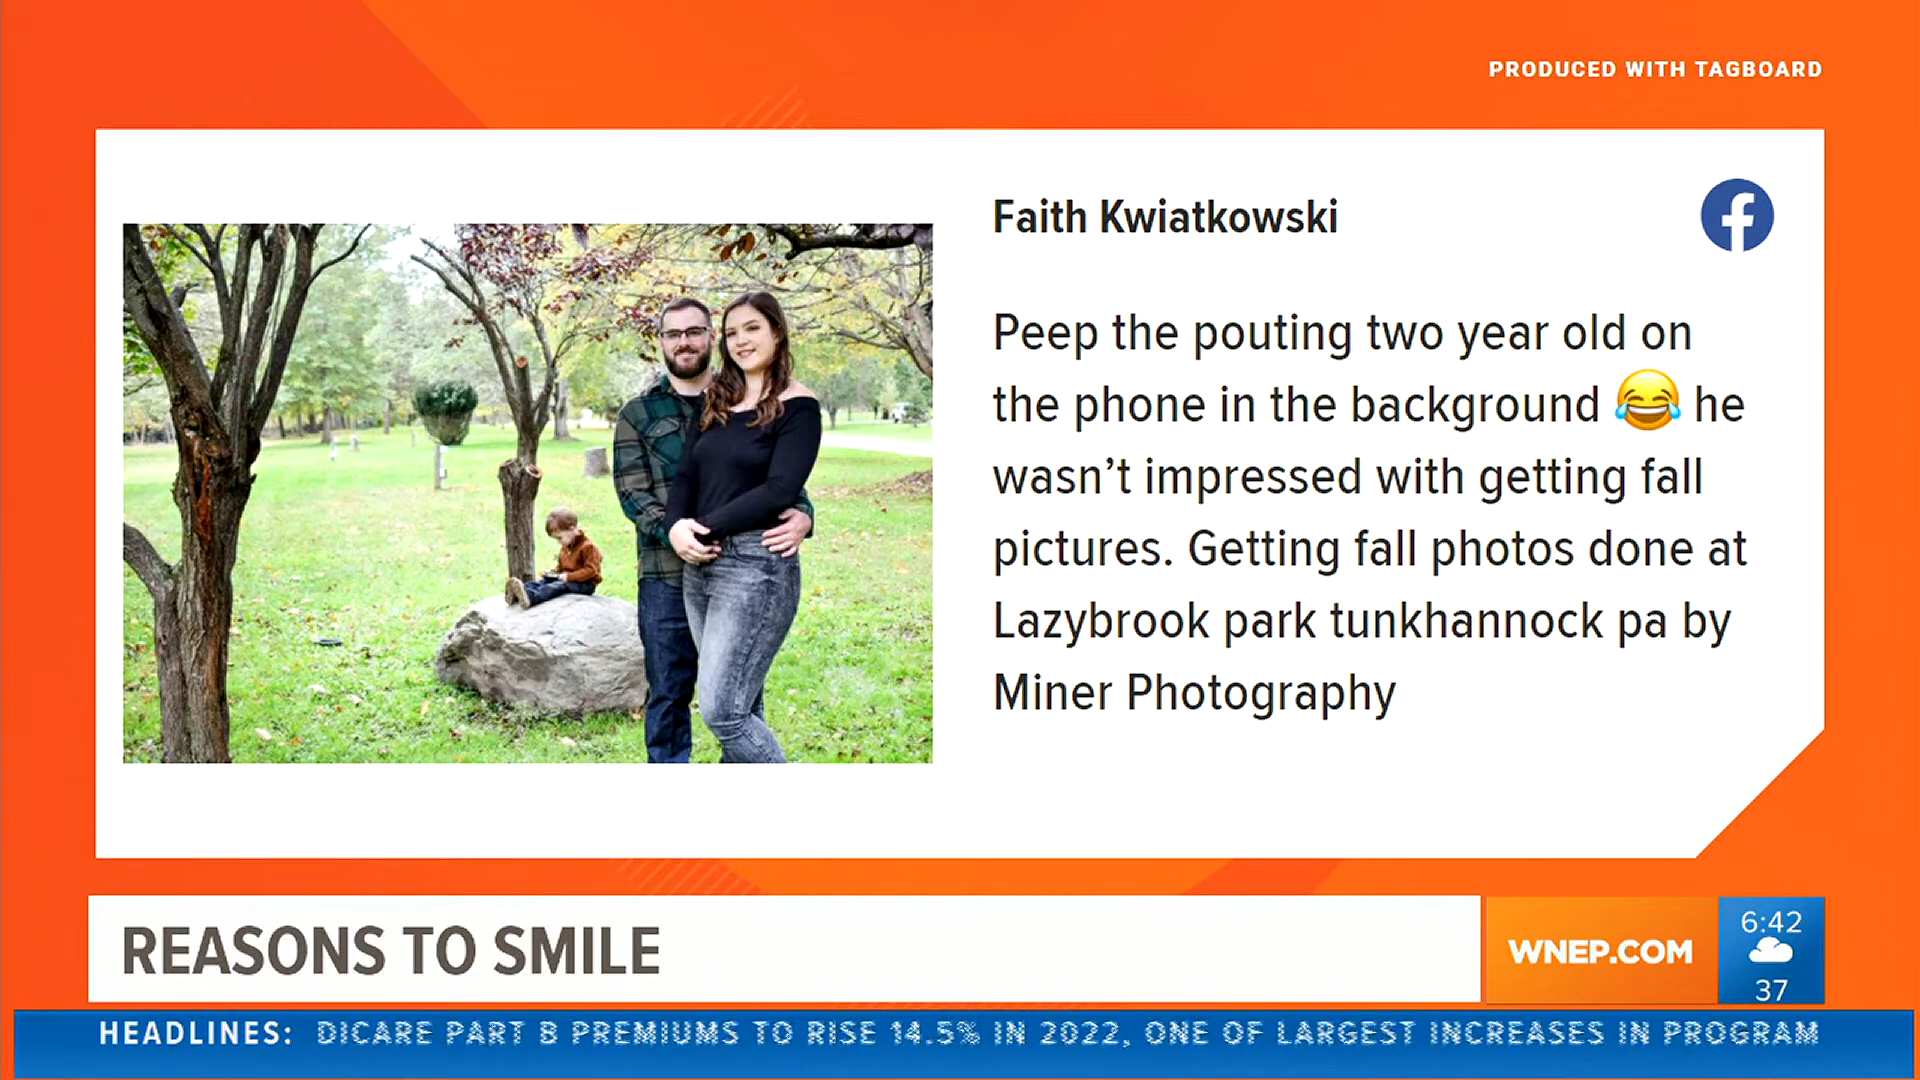 PRODUCED WITH TAGBOARD
Faith Kwiatkowski
Peep the pouting two year old on
the phone in the background 😂 he
wasn’t impressed with getting fall
pictures. Getting fall photos done at
Lazybrook park tunkhannock pa by
Miner Photography
REASONS TO SMILE
WNEP.COM
6:42
37
HEADLINES: DICARE PART B PREMIUMS TO RISE 14.5% IN 2022, ONE OF LARGEST INCREASES IN PROGRAM